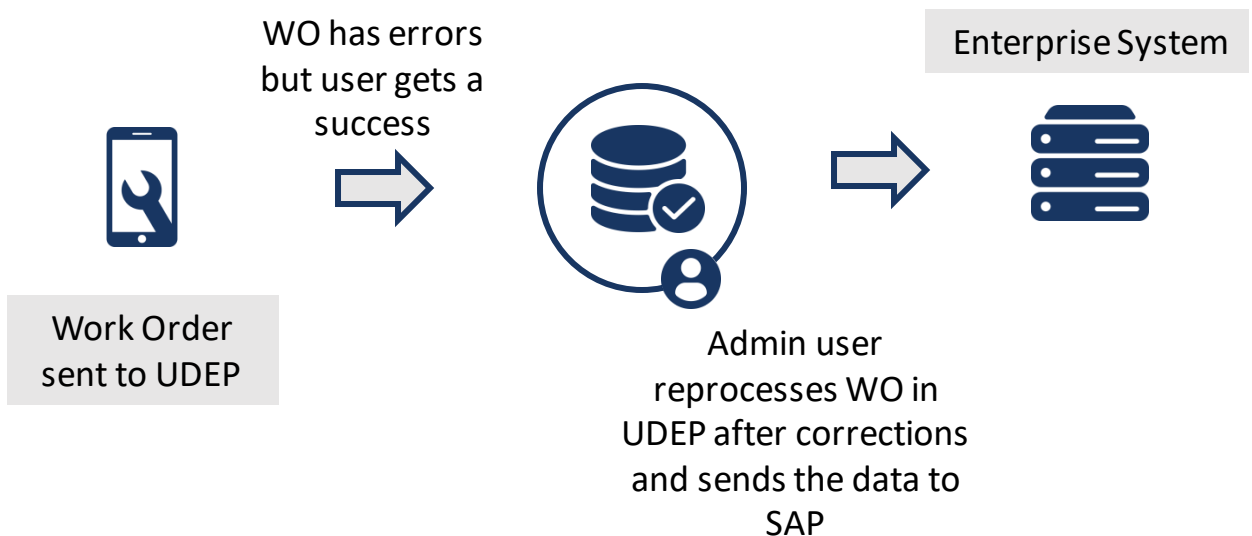 WO has errors
but user gets a
success
Enterprise System
Work Order
sent to UDEP
Admin user
reprocesses WO in
UDEP after corrections
and sends the data to
SAP